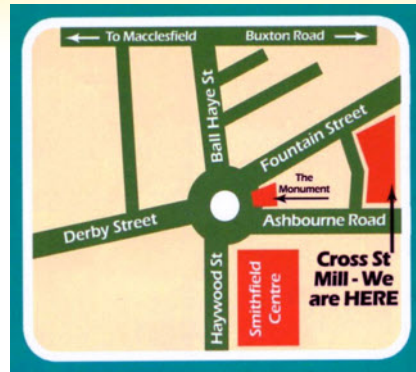 To Macclesfield
Buxton Road
Ball Haye St
Fountain Street
The
Monument
Derby Street
Ashbourne Road
Haywood St
Smithfield
Centre
Cross St
Mill - We
are HERE